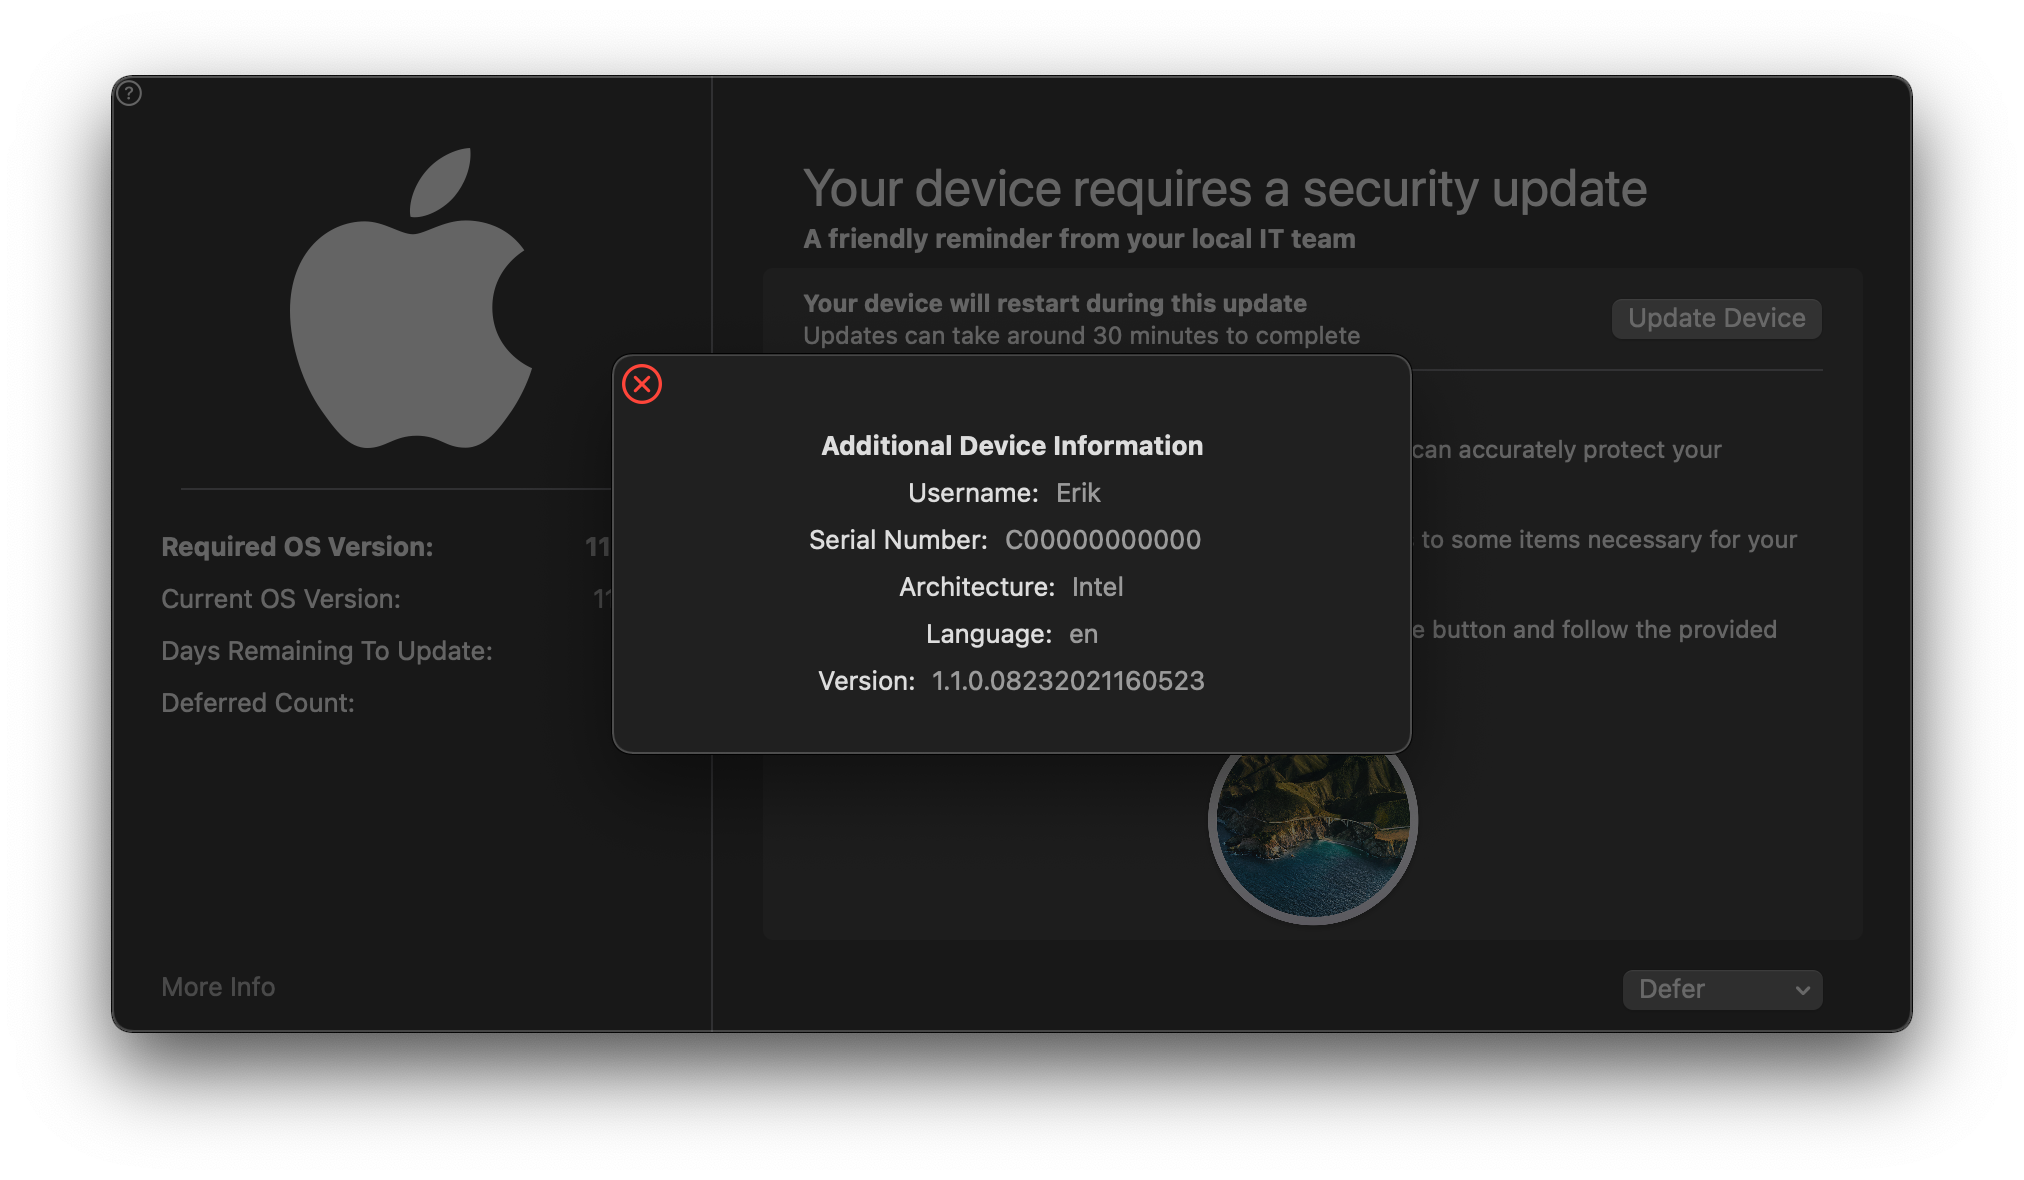 ?
Your device requires a security update
A friendly reminder from your local IT team
Your device will restart during this update
Updates can take around 30 minutes to complete
Update Device
can accurately protect your
to some items necessary for your
button and follow the provided
Additional Device Information
Username: Erik
Serial Number: C00000000000
Architecture: Intel
Language: en
Version: 1.1.0.08232021160523
Required OS Version: 11
Current OS Version: 11
Days Remaining To Update:
Deferred Count:
More Info
Defer